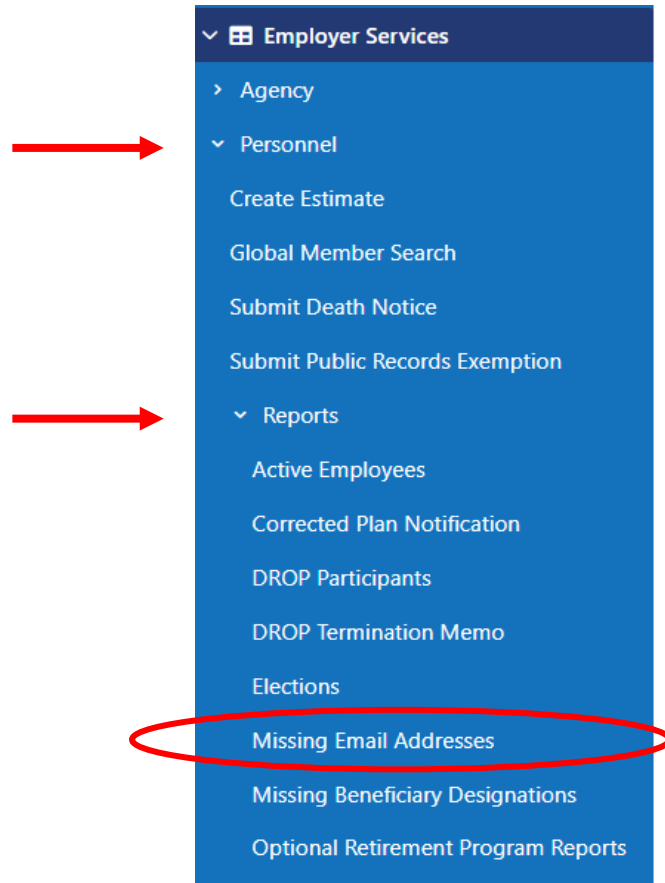 Employer Services
Agency
Personnel
Create Estimate
Global Member Search
Submit Death Notice
Submit Public Records Exemption
Reports
Active Employees
Corrected Plan Notification
DROP Participants
DROP Termination Memo
Elections
Missing Email Addresses
Missing Beneficiary Designations
Optional Retirement Program Reports